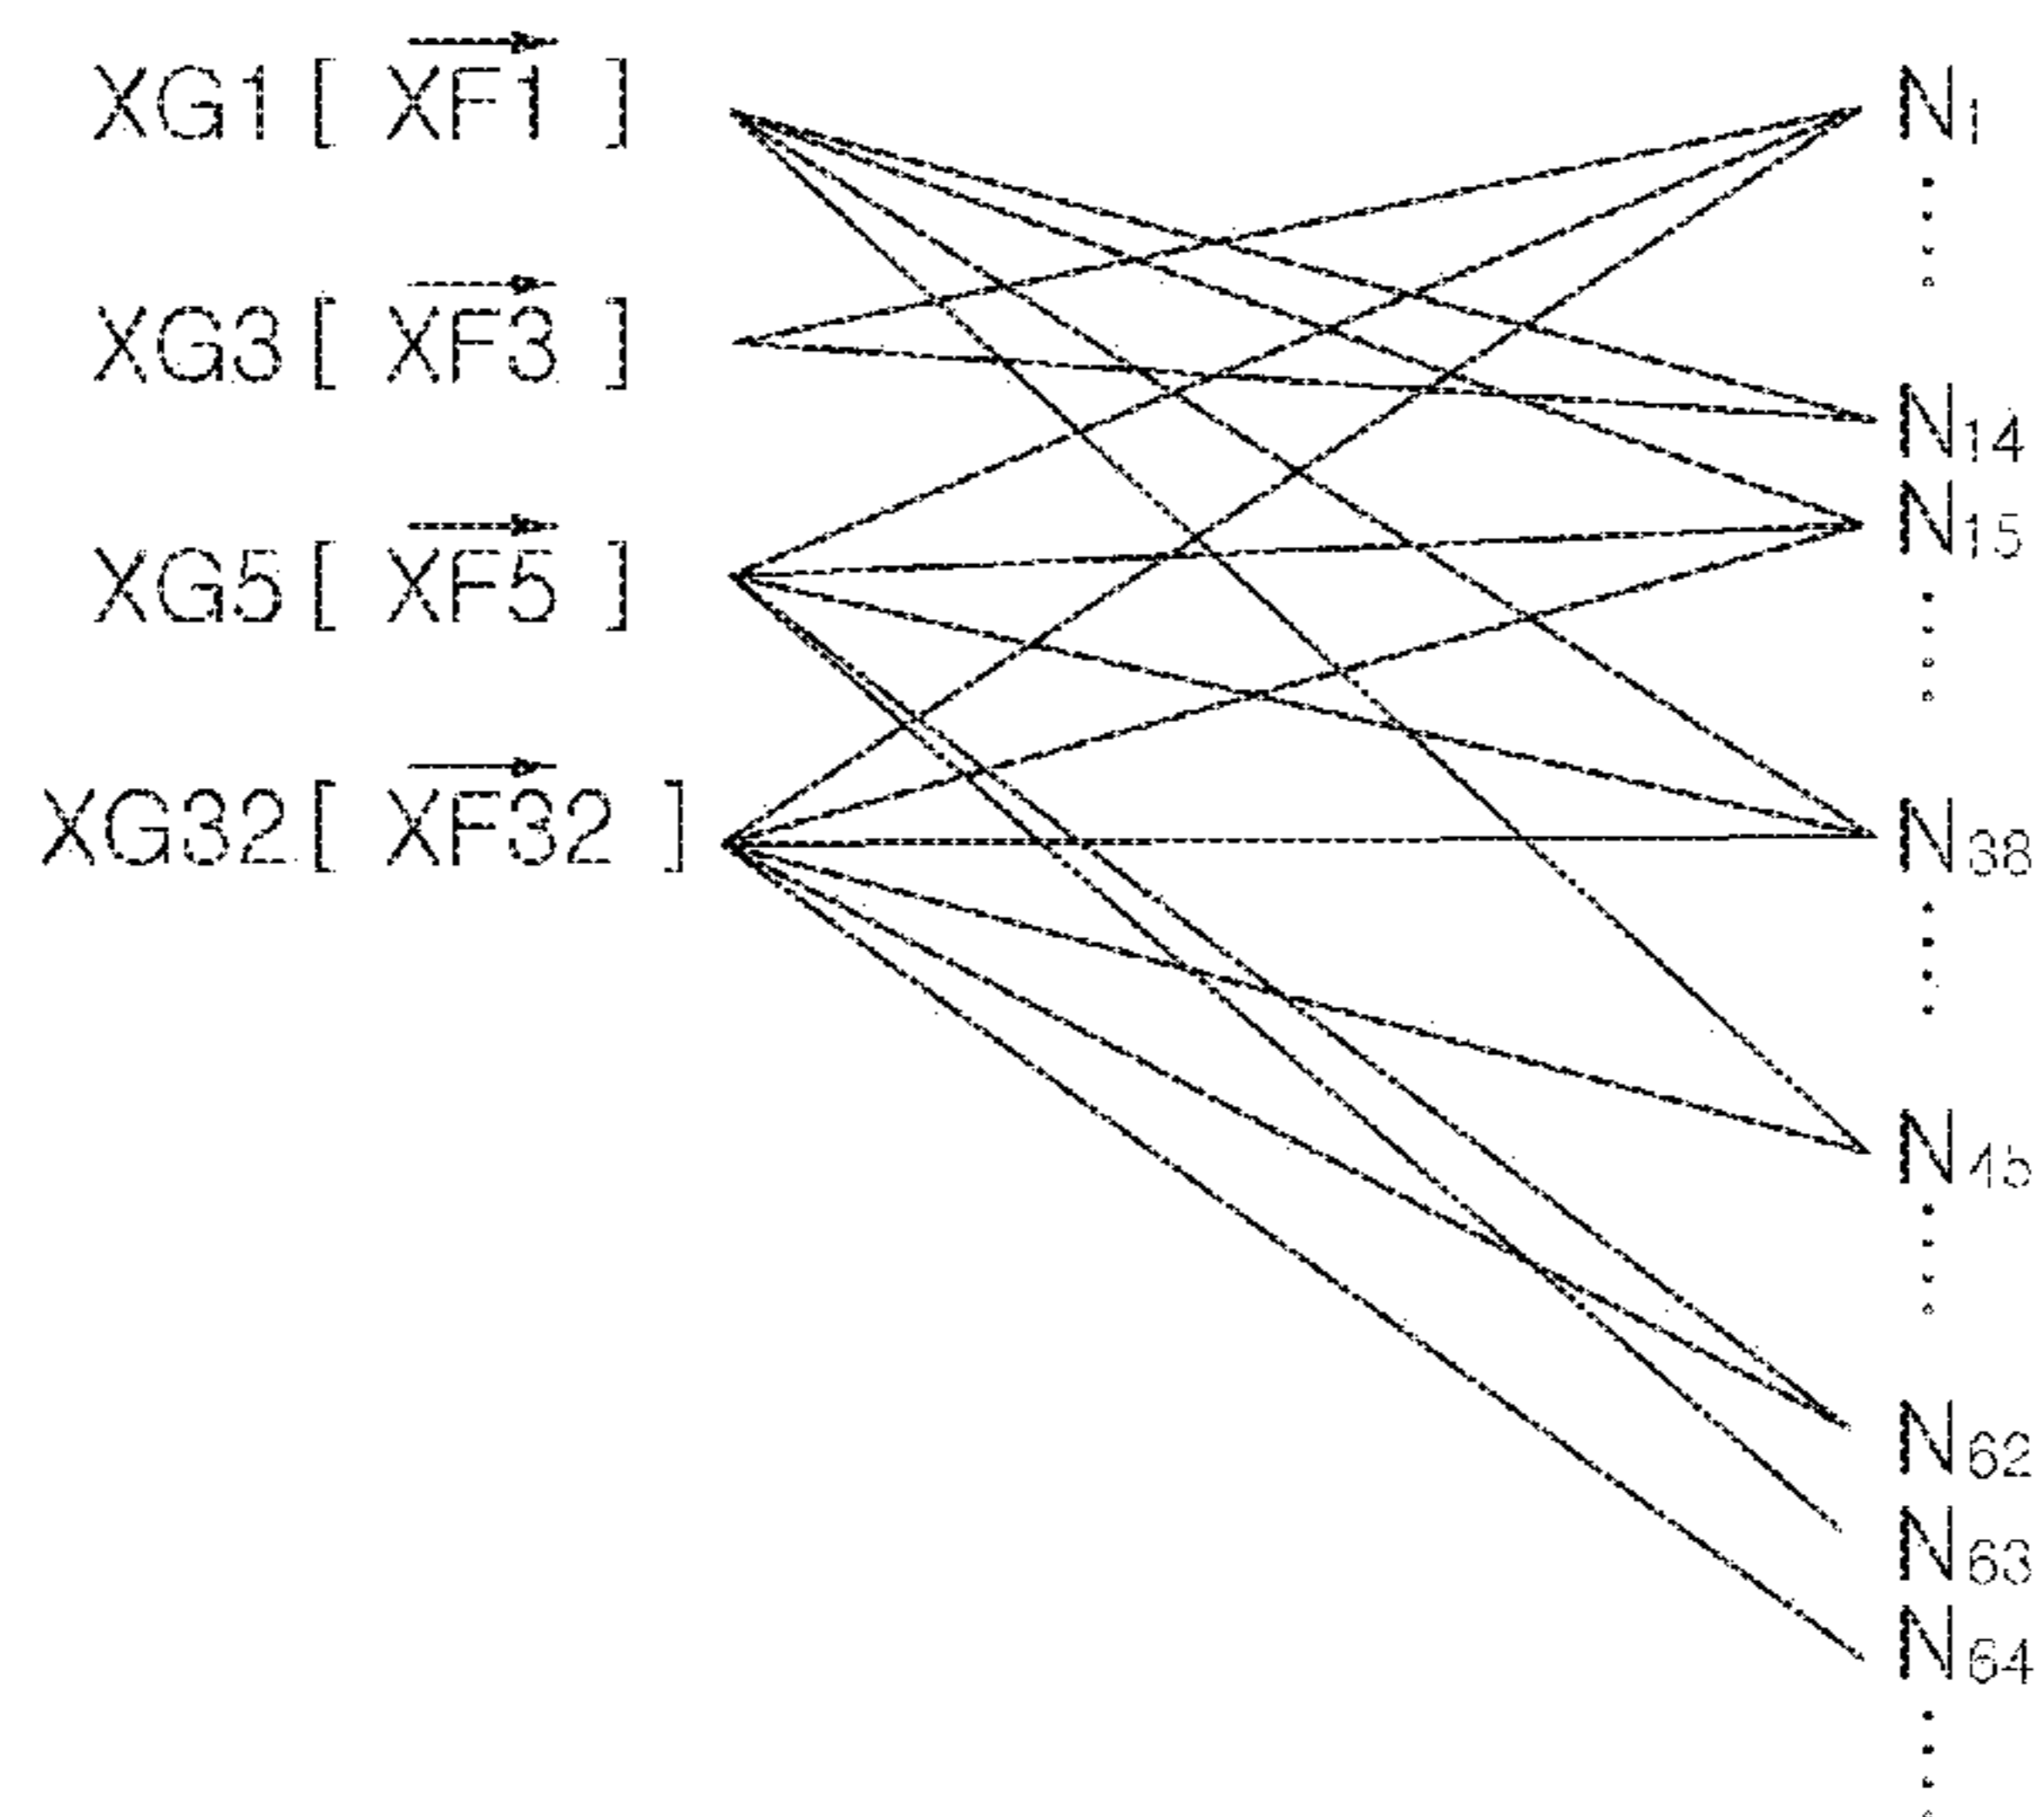 XG1[ XF1 ]
XG3[ XF3 ]
XG5[ XF5 ]
XG32[ XF32 ]
N1
N14
N15
N38
N45
N62
N63
N64